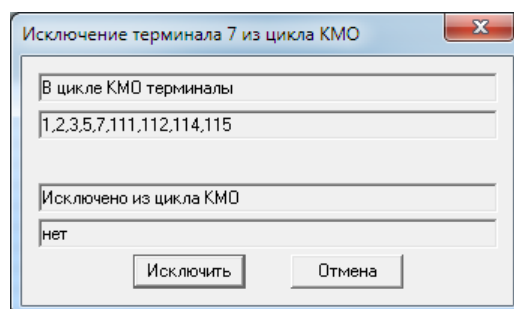 Исключение терминала 7 из цикла КМО
В цикле КМО терминалы
1,2,3,5,7,111,112,114,115
Исключено из цикла КМО
нет
Исключить Отмена